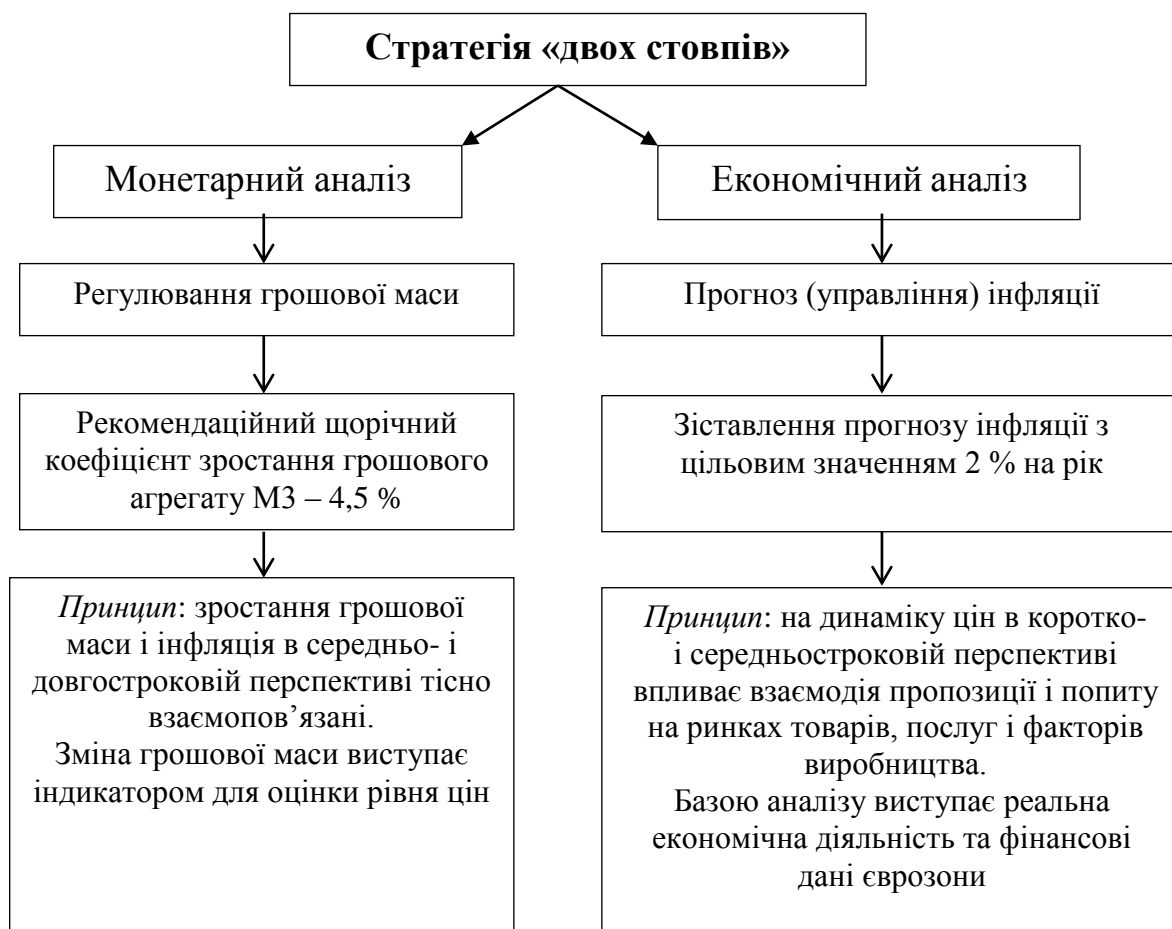 Стратегія «двох стовпів»
Монетарний аналіз
Економічний аналіз
Регулювання грошової маси
Прогноз (управління) інфляції
Рекомендаційний щорічний
коефіцієнт зростання грошового
агрегату М3 – 4,5 %
Зіставлення прогнозу інфляції з
цільовим значенням 2 % на рік
Принцип: зростання грошової
маси і інфляція в середньо- і
довгостроковій перспективі тісно
взаємопов’язані.
Зміна грошової маси виступає
індикатором для оцінки рівня цін
Принцип: на динаміку цін в коротко-
і середньостроковій перспективі
впливає взаємодія пропозиції і попиту
на ринках товарів, послуг і факторів
виробництва.
Базою аналізу виступає реальна
економічна діяльність та фінансові
дані єврозони